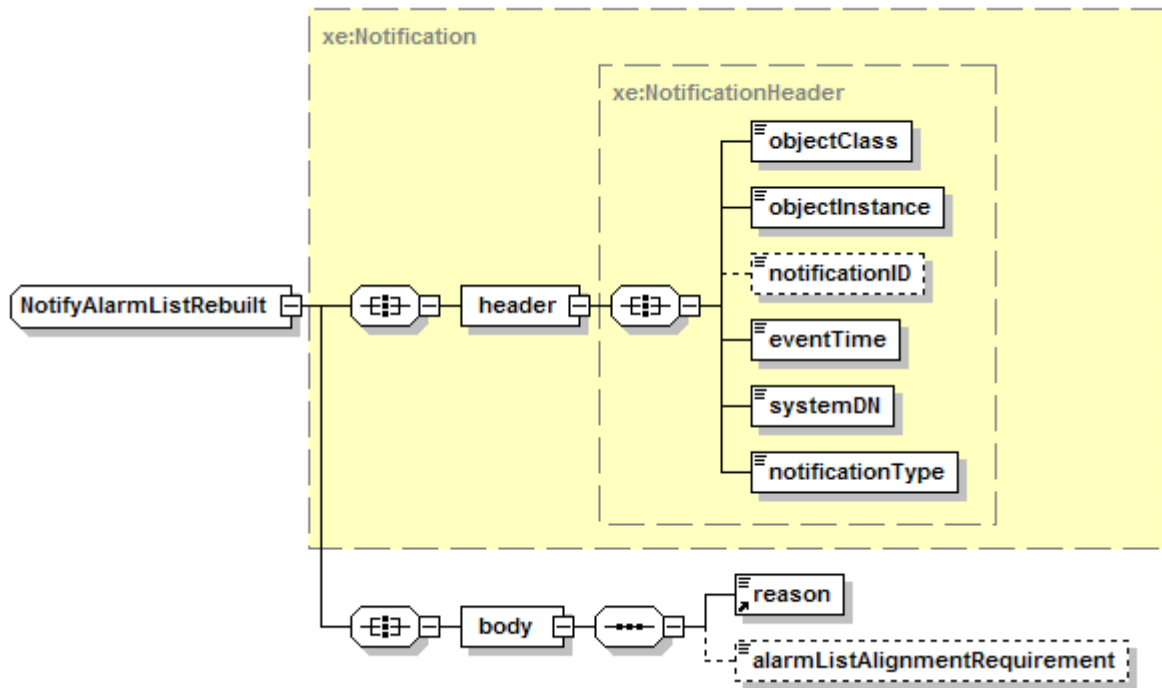 xe:Notification
xe:NotificationHeader
objectClass
objectInstance
notificationID
NotifyAlarmListRebuilt
header
eventTime
systemDN
notificationType
body
reason
alarmListAlignmentRequirement